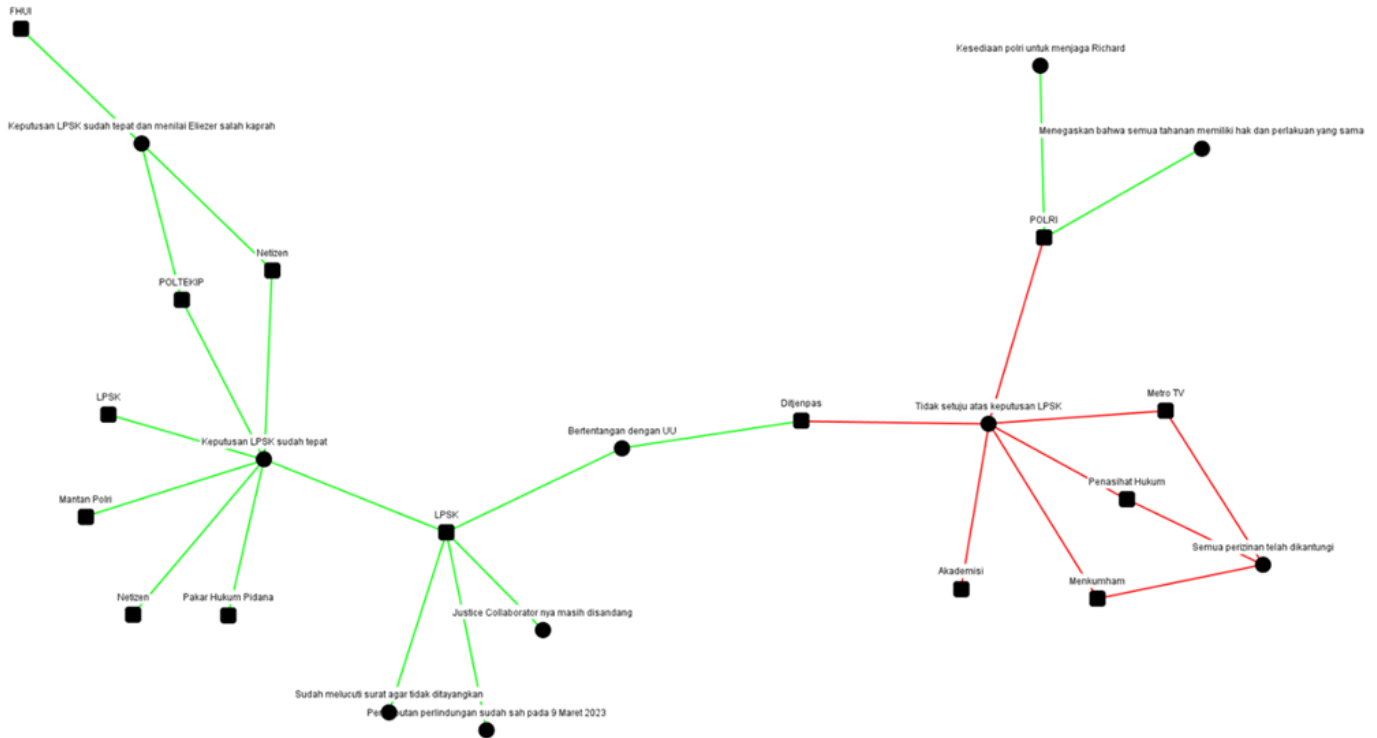 FHUI
Kesediaan polri untuk menjaga Richard
Keputusan LPSK sudah tepat dan menilai Eliezer salah kaprah
Menegaskan bahwa semua tahanan memiliki hak dan perlakuan yang sama
POLRI
Netizen
POLTEKIP
LPSK
Metro TV
Ditjenpas
Tidak setuju atas keputusan LPSK
Bertentangan dengan UU
Keputusan LPSK sudah tepat
Penasihat Hukum
Mantan Polri
LPSK
Semua perizinan telah dikantungi
Akademisi
Menkumham
Netizen
Pakar Hukum Pidana
Justice Collaborator nya masih disandang
Sudah melucuti surat agar tidak ditayangkan
perlindungan sudah sah pada 9 Maret 2023